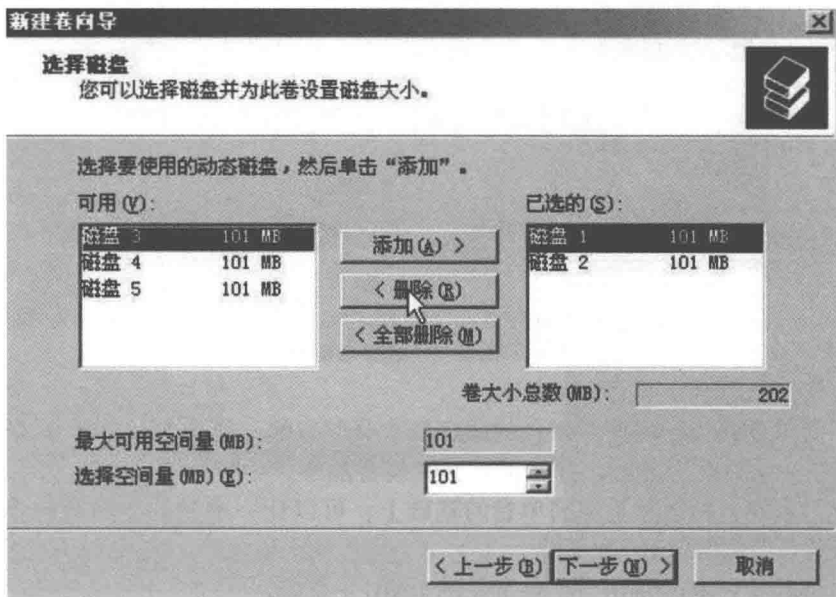 新建卷向导
选择磁盘
您可以选择磁盘并为此卷设置磁盘大小。
选择要使用的动态磁盘，然后单击“添加”。
可用(V):
已选的(S):
磁盘 3 101 MB
磁盘 4 101 MB
磁盘 5 101 MB
添加(A) >
< 删除(R)
< 全部删除(M)
磁盘 1 101 MB
磁盘 2 101 MB
卷大小总数(MB): 202
最大可用空间量(MB): 101
选择空间量(MB)(E): 101
< 上一步(B)
下一步(N) >
取消